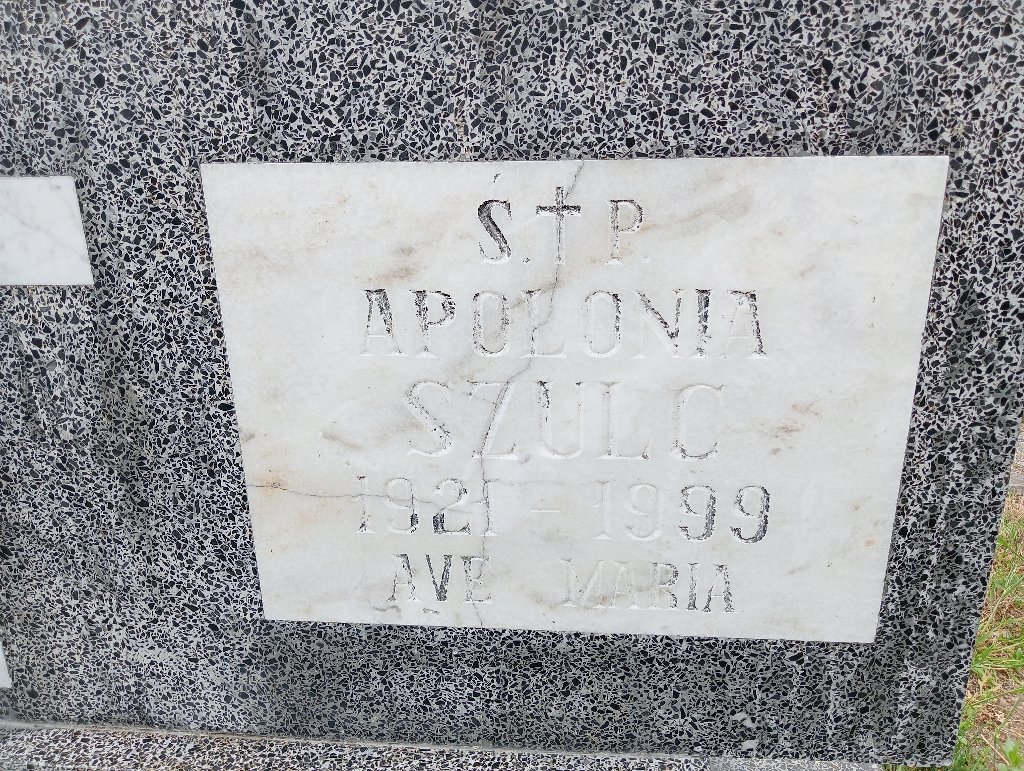 Ś.†P.
APOLONIA
SZULC
1921 - 1999
AVE MARIA